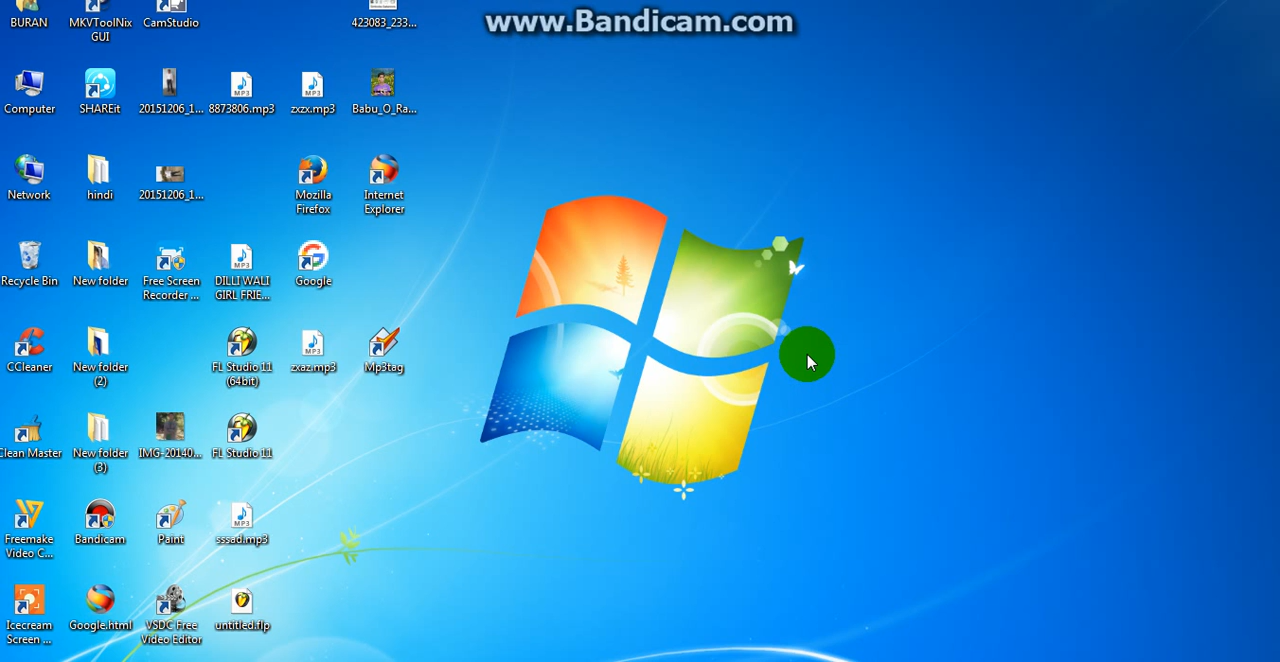 BURAN
MKVToolNix
GUI
CamStudio
423083_233...
www.Bandicam.com
Computer
SHAREit
20151206_1...
8873806.mp3
zxzx.mp3
Babu_O_Ra...
Network
hindi
20151206_1...
Mozilla
Firefox
Internet
Explorer
Recycle Bin
New folder
Free Screen
Recorder ...
DILLI WALI
GIRL FRIE...
Google
CCleaner
New folder
(2)
FL Studio 11
(64bit)
zxaz.mp3
Mp3tag
Clean Master
New folder
(3)
IMG-20140...
FL Studio 11
Freemake
Video C...
Bandicam
Paint
sssad.mp3
Icecream
Screen ...
Google.html
VSDC Free
Video Editor
untitled.flp